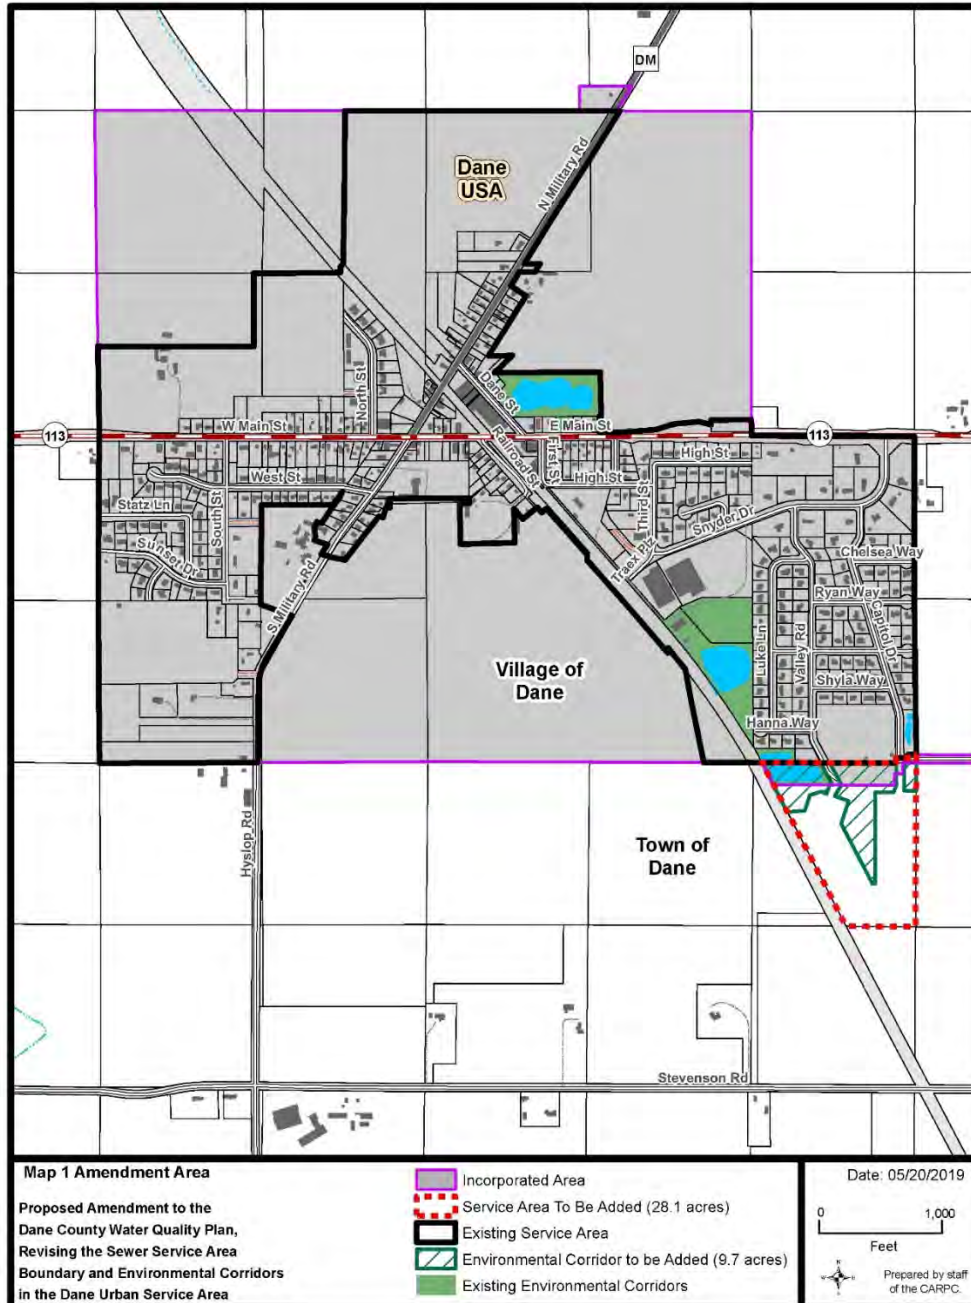 DM
Dane
USA
N Military Rd
North St
Dane St
113
W Main St
E Main St
113
Railroad St
First St
High St
High St
West St
Third St
Statz Ln
South St
Snyder Dr
Sunset Dr
Traex Plz
Chelsea Way
Ryan Way
S Military Rd
Luke Ln
Valley Rd
Capitol Dr
Village of
Dane
Shyla Way
Hanna Way
Hyslop Rd
Town of
Dane
Stevenson Rd
Map 1 Amendment Area
Proposed Amendment to the
Dane County Water Quality Plan,
Revising the Sewer Service Area
Boundary and Environmental Corridors
in the Dane Urban Service Area
Incorporated Area
Service Area To Be Added (28.1 acres)
Existing Service Area
Environmental Corridor to be Added (9.7 acres)
Existing Environmental Corridors
Date: 05/20/2019
0 1,000
Feet
Prepared by staff
of the CARPC.